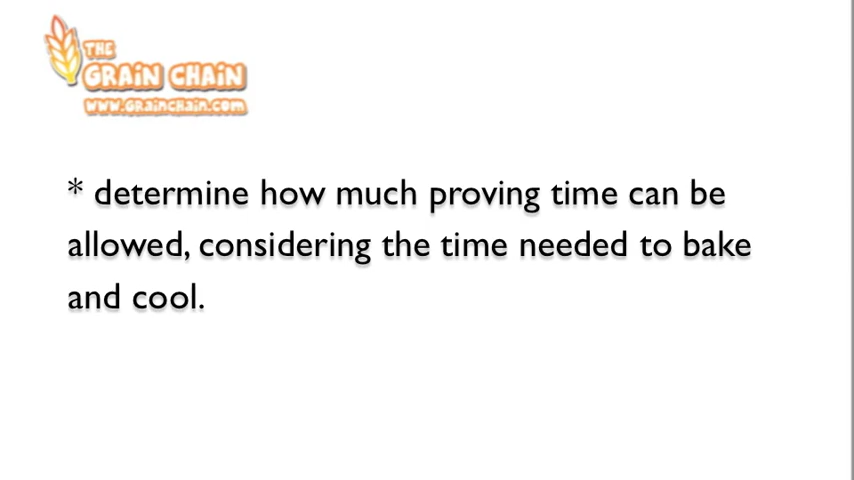 THE
GRAIN CHAIN
www.GRainchain.com
* determine how much proving time can be
allowed, considering the time needed to bake
and cool.